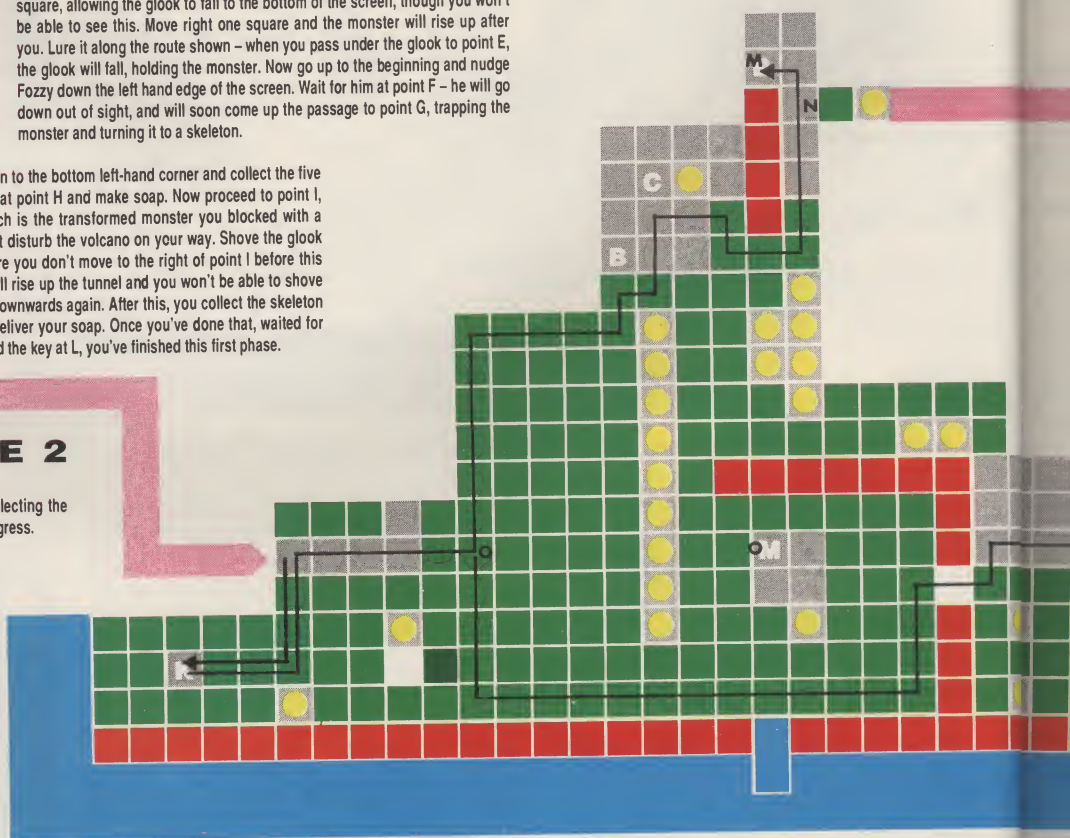 square, allowing the glook to fall to the bottom of the screen, though you won't
be able to see this. Move right one square and the monster will rise up after
you. Lure it along the route shown – when you pass under the glook to point E,
the glook will fall, holding the monster. Now go up to the beginning and nudge
Fozzy down the left hand edge of the screen. Wait for him at point F – he will go
down out of sight, and will soon come up the passage to point G, trapping the
monster and turning it to a skeleton.
n to the bottom left-hand corner and collect the five
at point H and make soap. Now proceed to point I,
ch is the transformed monster you blocked with a
t disturb the volcano on your way. Shove the glook
re you don't move to the right of point I before this
ll rise up the tunnel and you won't be able to shove
ownwards again. After this, you collect the skeleton
eliver your soap. Once you've done that, waited for
d the key at L, you've finished this first phase.
E 2
lecting the
gress.
M
N
C
B
O
O M
K